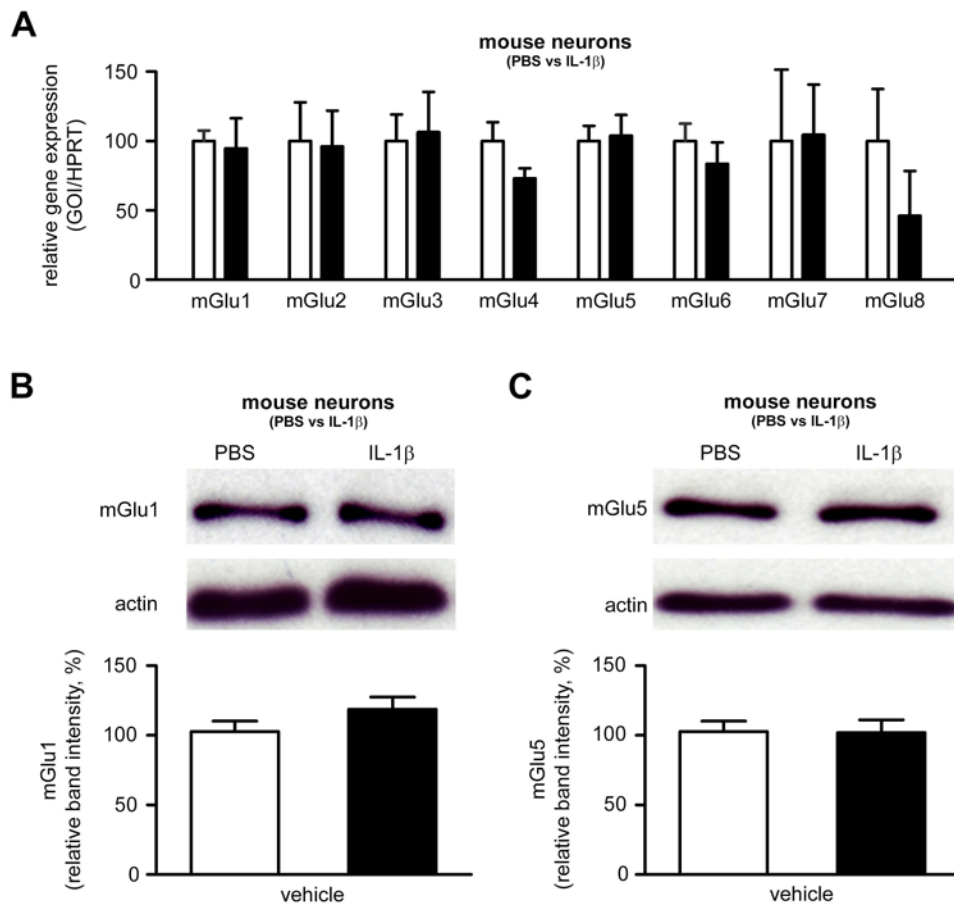 A
mouse neurons
(PBS vs IL-1β)
relative gene expression
(GOI/HPRT)
150
100
50
0
mGlu1 mGlu2 mGlu3 mGlu4 mGlu5 mGlu6 mGlu7 mGlu8
B
mouse neurons
(PBS vs IL-1β)
PBS IL-1β
mGlu1
actin
mGlu1
(relative band intensity, %)
150
100
50
0
vehicle
C
mouse neurons
(PBS vs IL-1β)
PBS IL-1β
mGlu5
actin
mGlu5
(relative band intensity, %)
150
100
50
0
vehicle